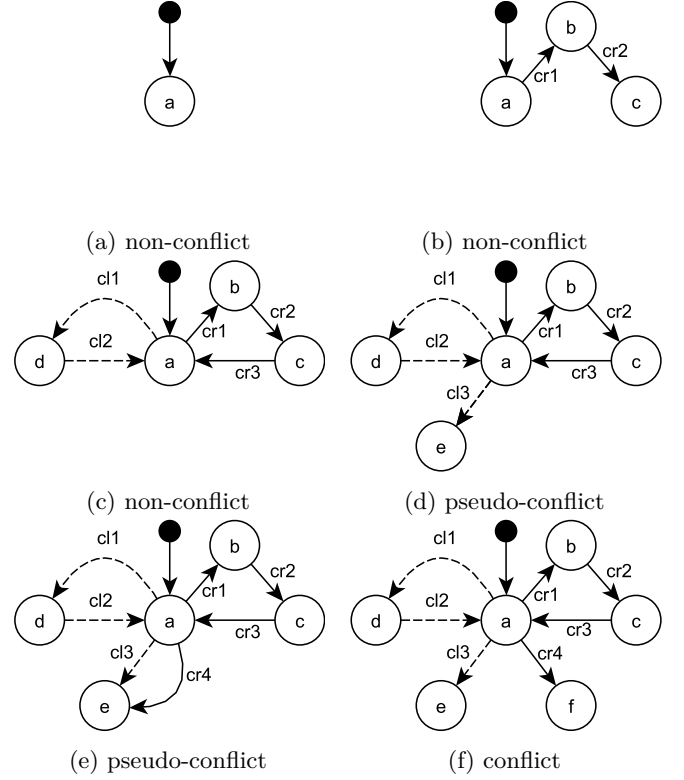 a
b
cr1
cr2
a
c
(a) non-conflict
(b) non-conflict
cl1
b
cr2
cl2
cr1
d
a
c
cr3
cl1
b
cr2
cl2
cr1
d
a
c
cr3
cl3
e
(c) non-conflict
(d) pseudo-conflict
cl1
b
cr2
cl2
cr1
d
a
c
cr3
cl3
cr4
e
cl1
b
cr2
cl2
cr1
d
a
c
cr3
cl3
cr4
e
f
(e) pseudo-conflict
(f) conflict